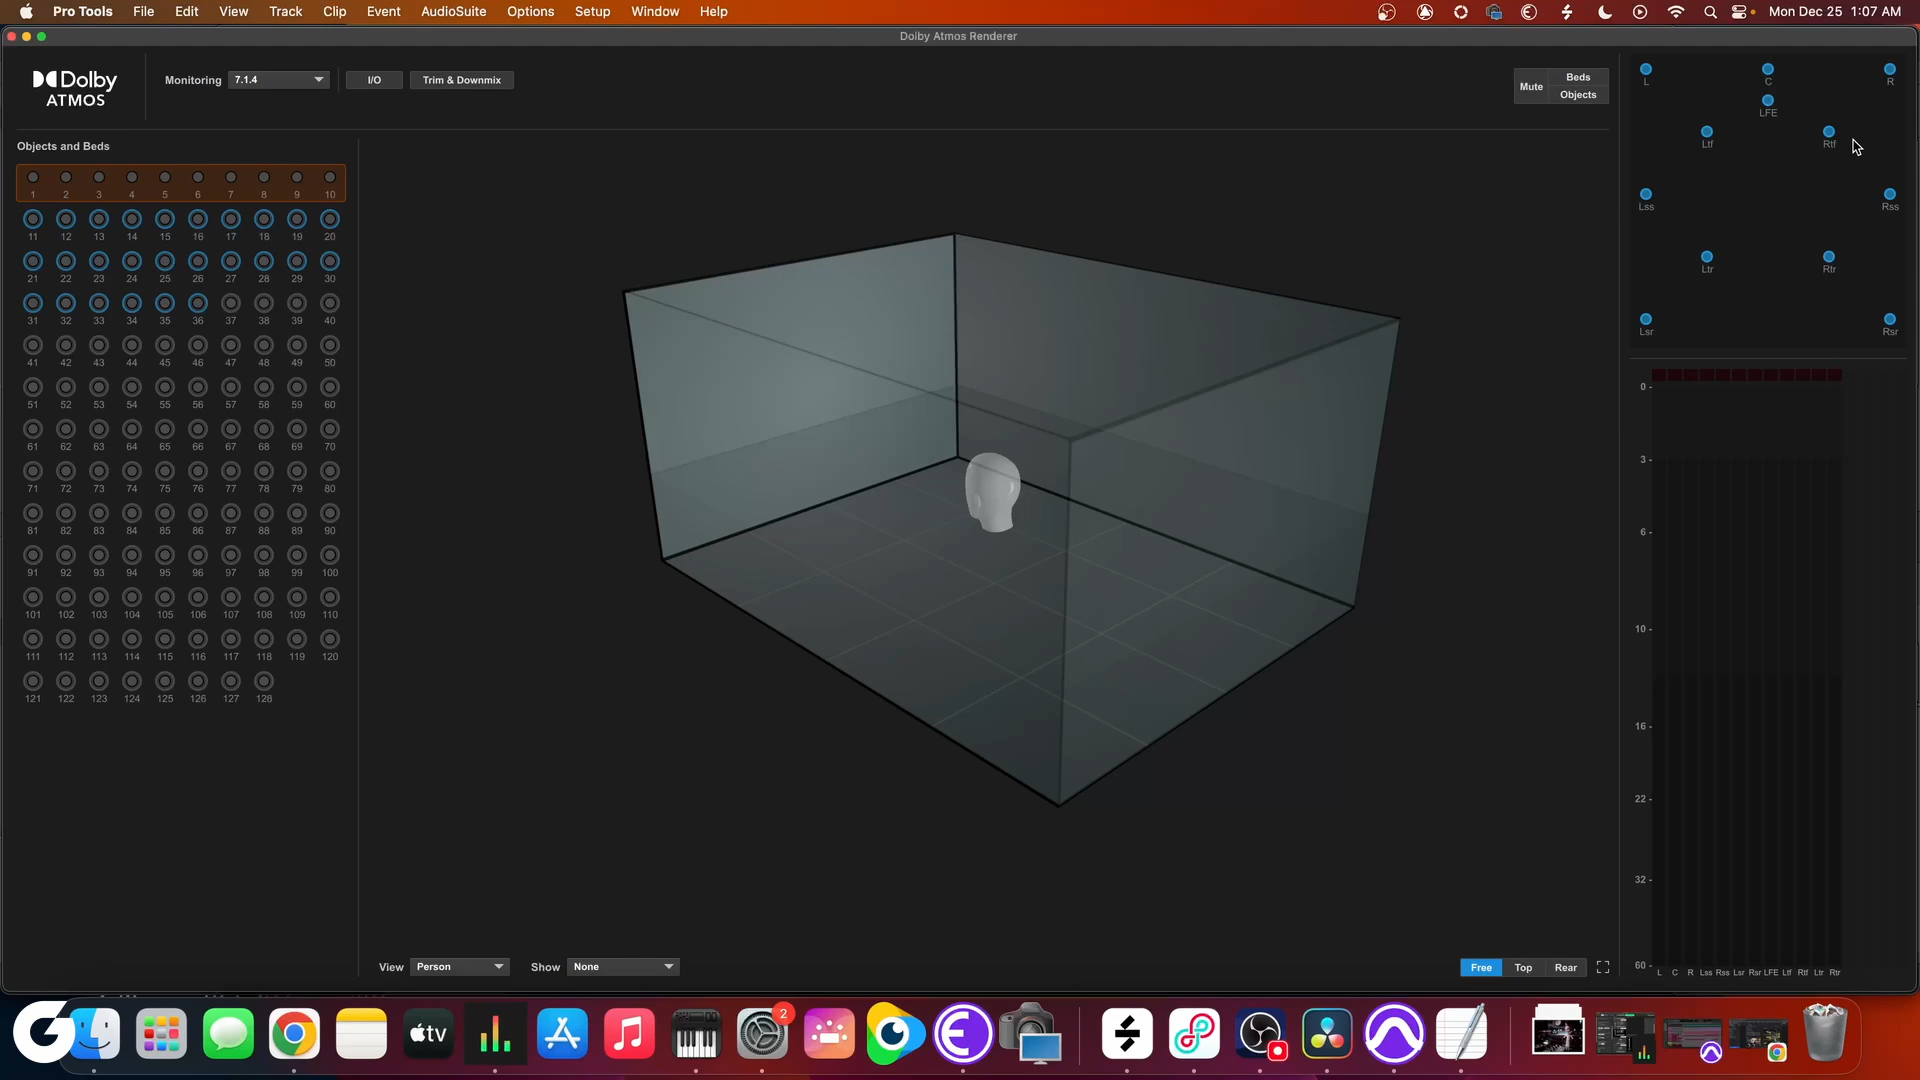 Pro Tools File Edit View Track Clip Event AudioSuite Options Setup Window Help Mon Dec 25 1:07 AM
Dolby Atmos Renderer
Dolby
ATMOS
Monitoring 7.1.4 I/O Trim & Downmix
Mute Beds
Objects
Objects and Beds
1 2 3 4 5 6 7 8 9 10
11 12 13 14 15 16 17 18 19 20
21 22 23 24 25 26 27 28 29 30
31 32 33 34 35 36 37 38 39 40
41 42 43 44 45 46 47 48 49 50
51 52 53 54 55 56 57 58 59 60
61 62 63 64 65 66 67 68 69 70
71 72 73 74 75 76 77 78 79 80
81 82 83 84 85 86 87 88 89 90
91 92 93 94 95 96 97 98 99 100
101 102 103 104 105 106 107 108 109 110
111 112 113 114 115 116 117 118 119 120
121 122 123 124 125 126 127 128
L C R
LFE
Ltf Rtf
Lss Rss
Ltr Rtr
Lsr Rsr
0 -
3 -
6 -
10 -
16 -
22 -
32 -
60 -
L C R Lss Rss Lsr Rsr LFE Ltf Rtf Ltr Rtr
View Person Show None
Free Top Rear
tv
2